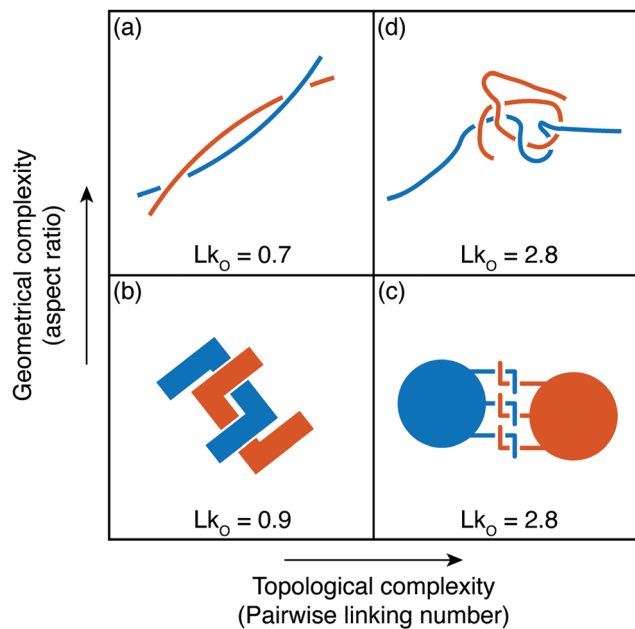 (a)
(d)
Lk_O = 0.7
Lk_O = 2.8
(b)
(c)
Lk_O = 0.9
Lk_O = 2.8
Geometrical complexity
(aspect ratio)
Topological complexity
(Pairwise linking number)